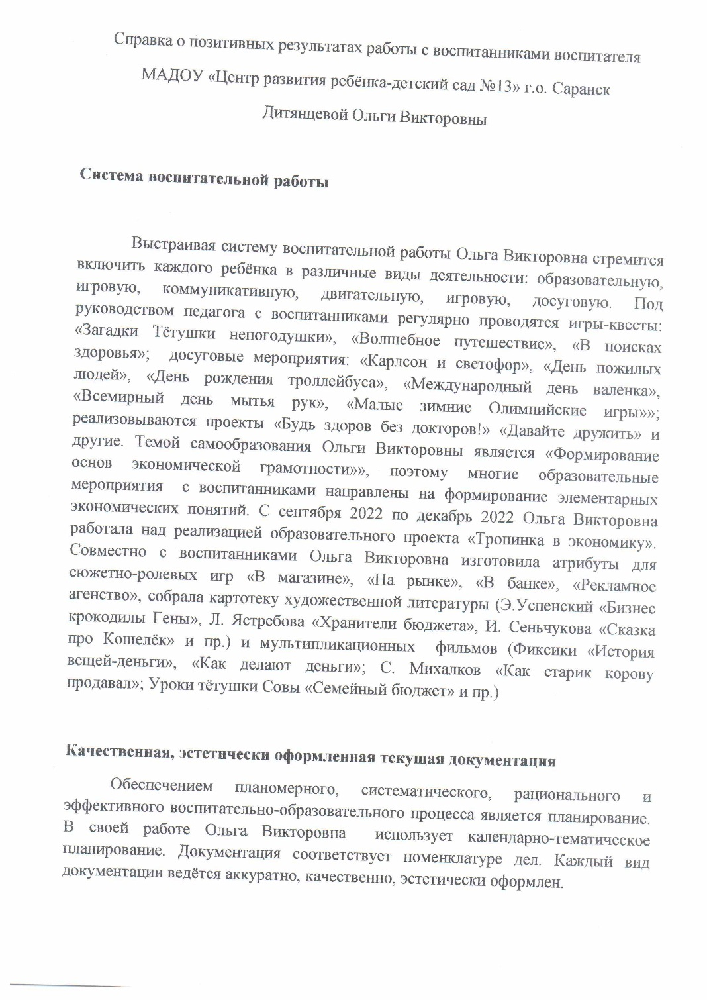 Справка о позитивных результатах работы с воспитанниками воспитателя
МАДОУ «Центр развития ребёнка-детский сад №13» г.о. Саранск
Дитянцевой Ольги Викторовны
Система воспитательной работы
Выстраивая систему воспитательной работы Ольга Викторовна стремится
включить каждого ребёнка в различные виды деятельности: образовательную,
игровую, коммуникативную, двигательную, игровую, досуговую. Под
руководством педагога с воспитанниками регулярно проводятся игры-квесты:
«Загадки Тётушки непогодушки», «Волшебное путешествие», «В поисках
здоровья»; досуговые мероприятия: «Карлсон и светофор», «День пожилых
людей», «День рождения троллейбуса», «Международный день валенка»,
«Всемирный день мытья рук», «Малые зимние Олимпийские игры»»;
реализовываются проекты «Будь здоров без докторов!» «Давайте дружить» и
другие. Темой самообразования Ольги Викторовны является «Формирование
основ экономической грамотности»», поэтому многие образовательные
мероприятия с воспитанниками направлены на формирование элементарных
экономических понятий. С сентября 2022 по декабрь 2022 Ольга Викторовна
работала над реализацией образовательного проекта «Тропинка в экономику».
Совместно с воспитанниками Ольга Викторовна изготовила атрибуты для
сюжетно-ролевых игр «В магазине», «На рынке», «В банке», «Рекламное
агенство», собрала картотеку художественной литературы (Э.Успенский «Бизнес
крокодилы Гены», Л. Ястребова «Хранители бюджета», И. Сеньчукова «Сказка
про Кошелёк» и пр.) и мультипликационных фильмов (Фиксики «История
вещей-деньги», «Как делают деньги»; С. Михалков «Как старик корову
продавал»; Уроки тётушки Совы «Семейный бюджет» и пр.)
Качественная, эстетически оформленная текущая документация
Обеспечением планомерного, систематического, рационального и
эффективного воспитательно-образовательного процесса является планирование.
В своей работе Ольга Викторовна использует календарно-тематическое
планирование. Документация соответствует номенклатуре дел. Каждый вид
документации ведётся аккуратно, качественно, эстетически оформлен.